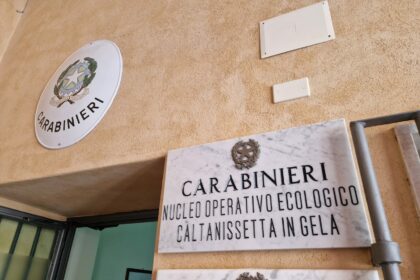 CARABINIERI
CARABINIERI
NUCLEO OPERATIVO ECOLOGICO
CALTANISSETTA IN GELA